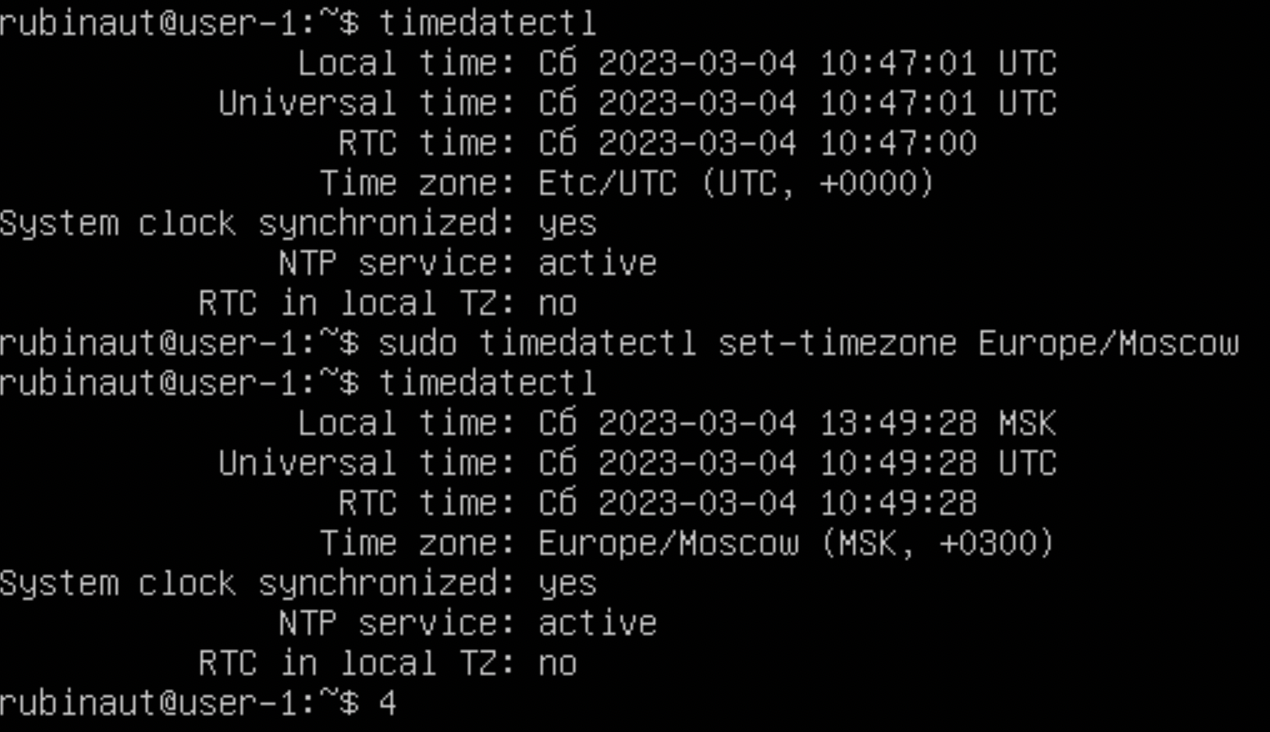 rubinaut@user-1:~$ timedatectl
Local time: Сб 2023-03-04 10:47:01 UTC
Universal time: Сб 2023-03-04 10:47:01 UTC
RTC time: Сб 2023-03-04 10:47:00
Time zone: Etc/UTC (UTC, +0000)
System clock synchronized: yes
NTP service: active
RTC in local TZ: no
rubinaut@user-1:~$ sudo timedatectl set-timezone Europe/Moscow
rubinaut@user-1:~$ timedatectl
Local time: Сб 2023-03-04 13:49:28 MSK
Universal time: Сб 2023-03-04 10:49:28 UTC
RTC time: Сб 2023-03-04 10:49:28
Time zone: Europe/Moscow (MSK, +0300)
System clock synchronized: yes
NTP service: active
RTC in local TZ: no
rubinaut@user-1:~$ 4